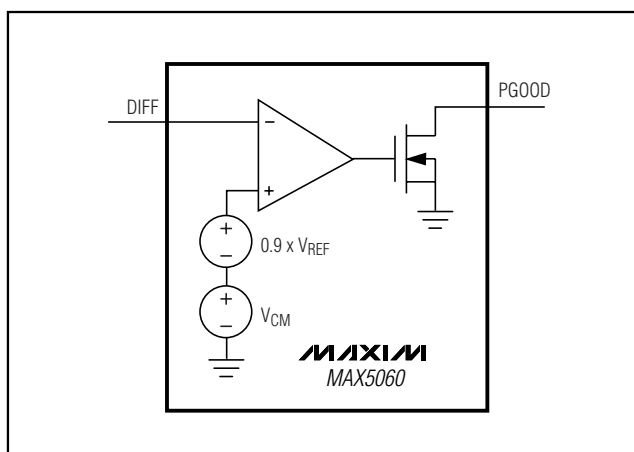 PGOOD
DIFF
−
+
+
−
0.9 x VREF
+
−
VCM
MAXIM
MAX5060